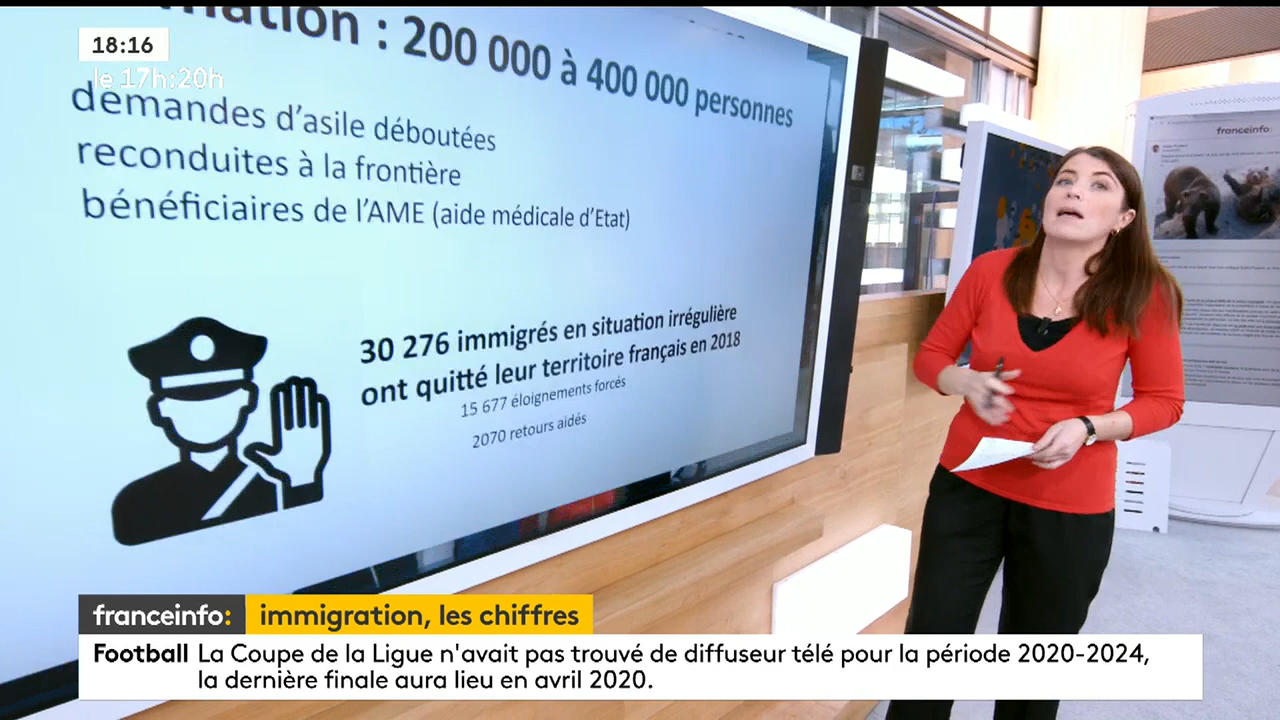 18:16
le 17h:20h
: 200 000 à 400 000 personnes
demandes d'asile déboutées
reconduites à la frontière
bénéficiaires de l'AME (aide médicale d'Etat)
30 276 immigrés en situation irrégulière
ont quitté leur territoire français en 2018
15 677 éloignements forcés
2070 retours aidés
franceinfo:
franceinfo: immigration, les chiffres
Football La Coupe de la Ligue n'avait pas trouvé de diffuseur télé pour la période 2020-2024,
la dernière finale aura lieu en avril 2020.